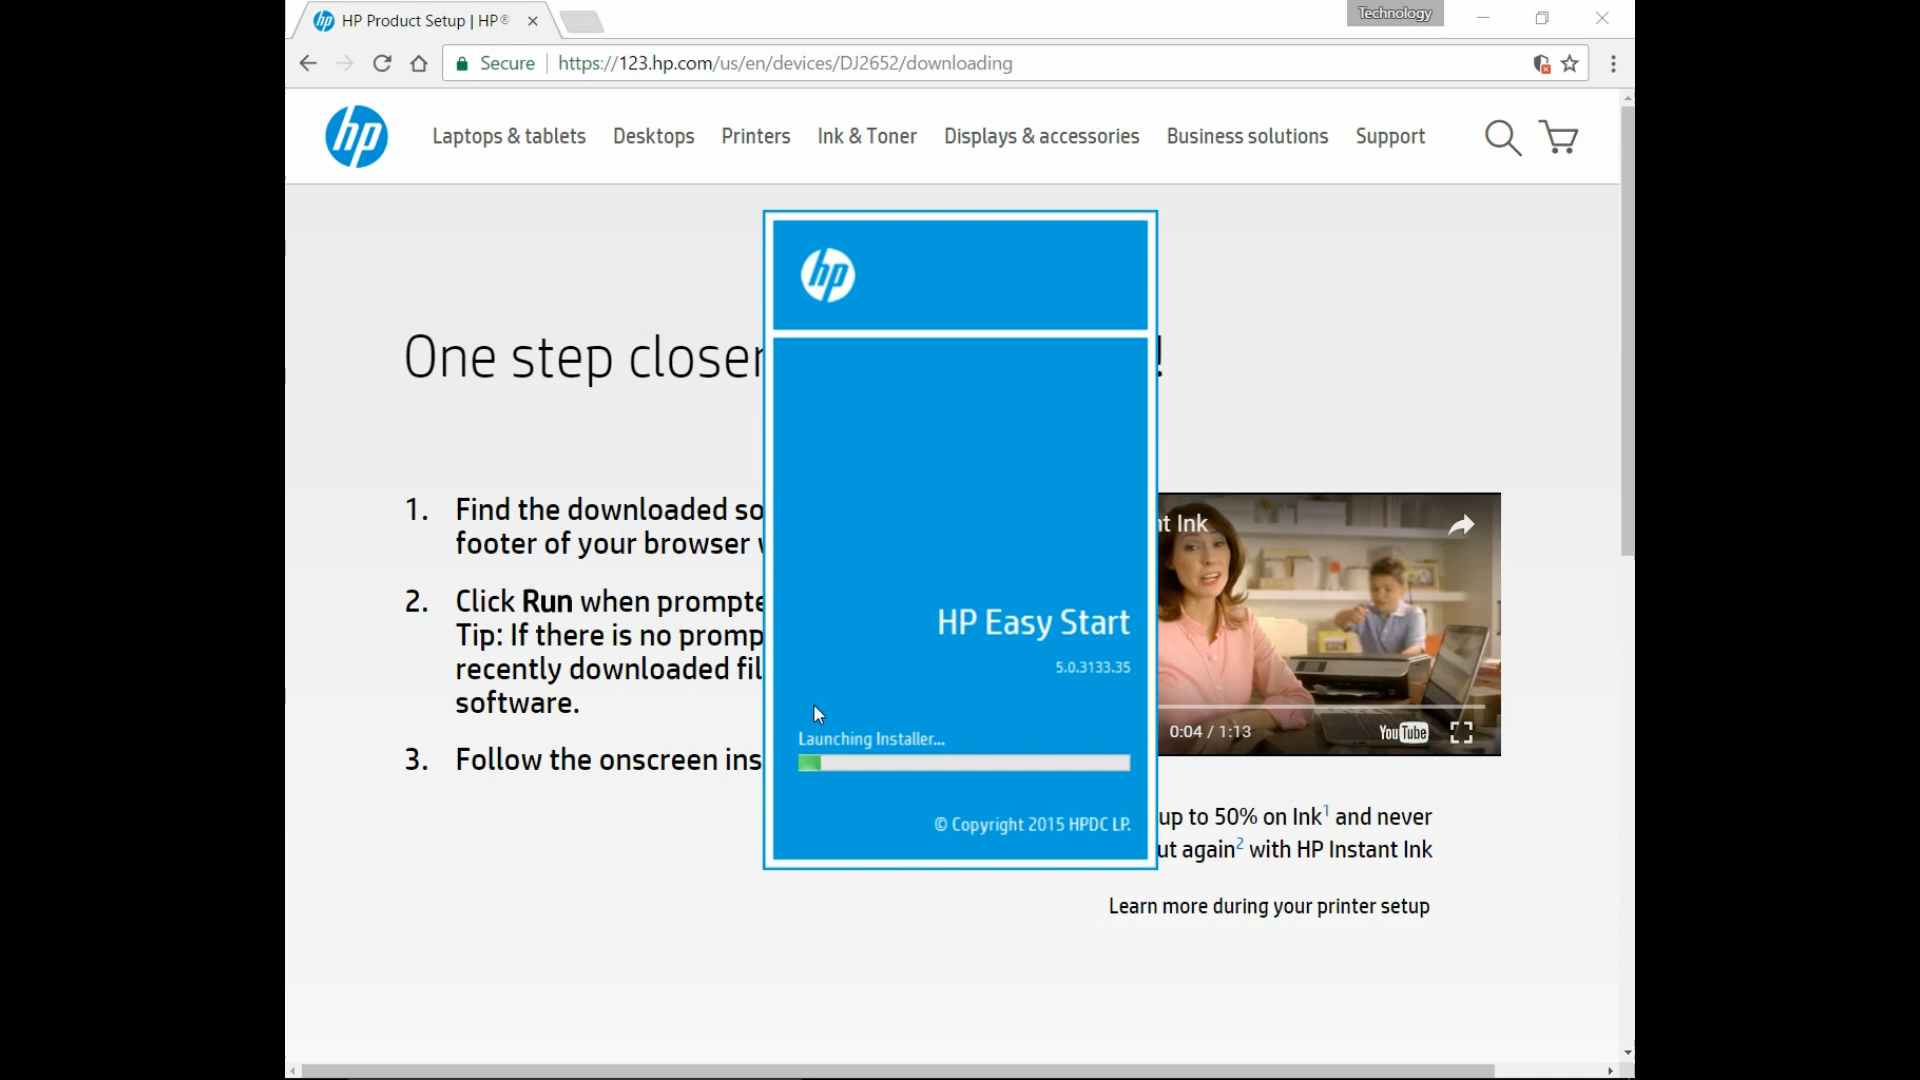 HP Product Setup | HP®
Technology
Secure
https://123.hp.com/us/en/devices/DJ2652/downloading
hp
Laptops & tablets
Desktops
Printers
Ink & Toner
Displays & accessories
Business solutions
Support
hp
One step closer
!
1. Find the downloaded so
footer of your browser
2. Click Run when prompte
Tip: If there is no promp
recently downloaded fil
software.
3. Follow the onscreen ins
HP Easy Start
5.0.3133.35
Launching Installer...
© Copyright 2015 HPDC LP.
t Ink
0:04 / 1:13
YouTube
up to 50% on Ink1 and never
ut again2 with HP Instant Ink
Learn more during your printer setup